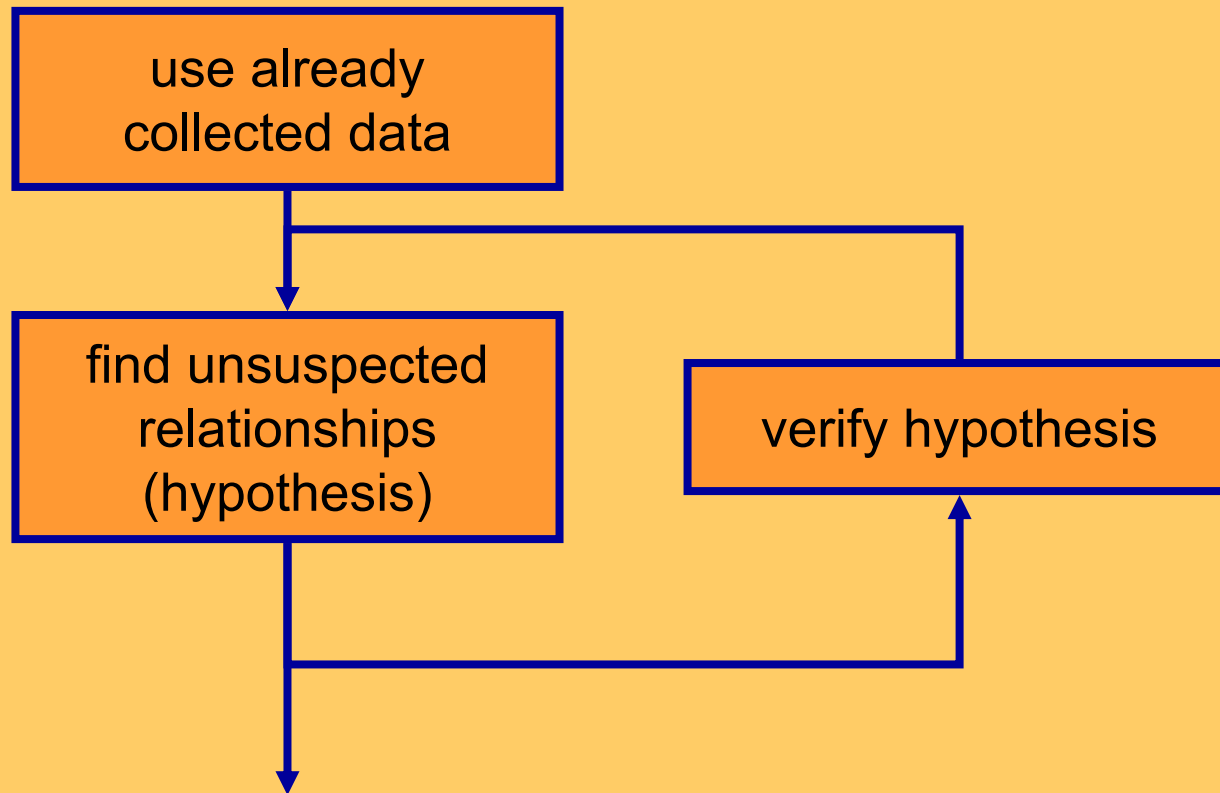 use already
collected data
find unsuspected
relationships
(hypothesis)
verify hypothesis